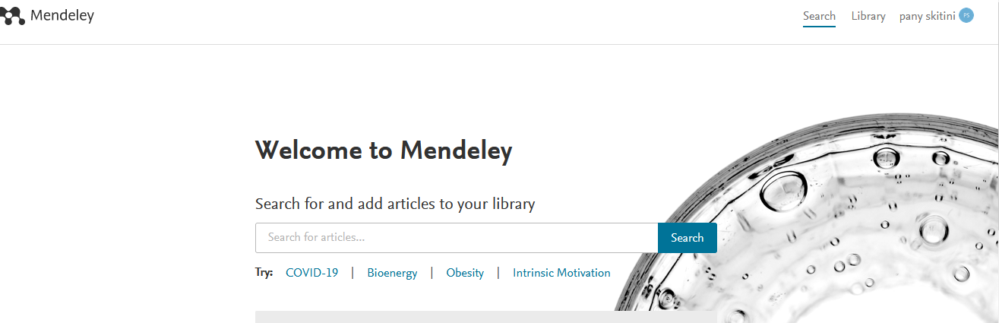 Mendeley
Search Library pany skitini PS
Welcome to Mendeley
Search for and add articles to your library
Search for articles... Search
Try: COVID-19 | Bioenergy | Obesity | Intrinsic Motivation